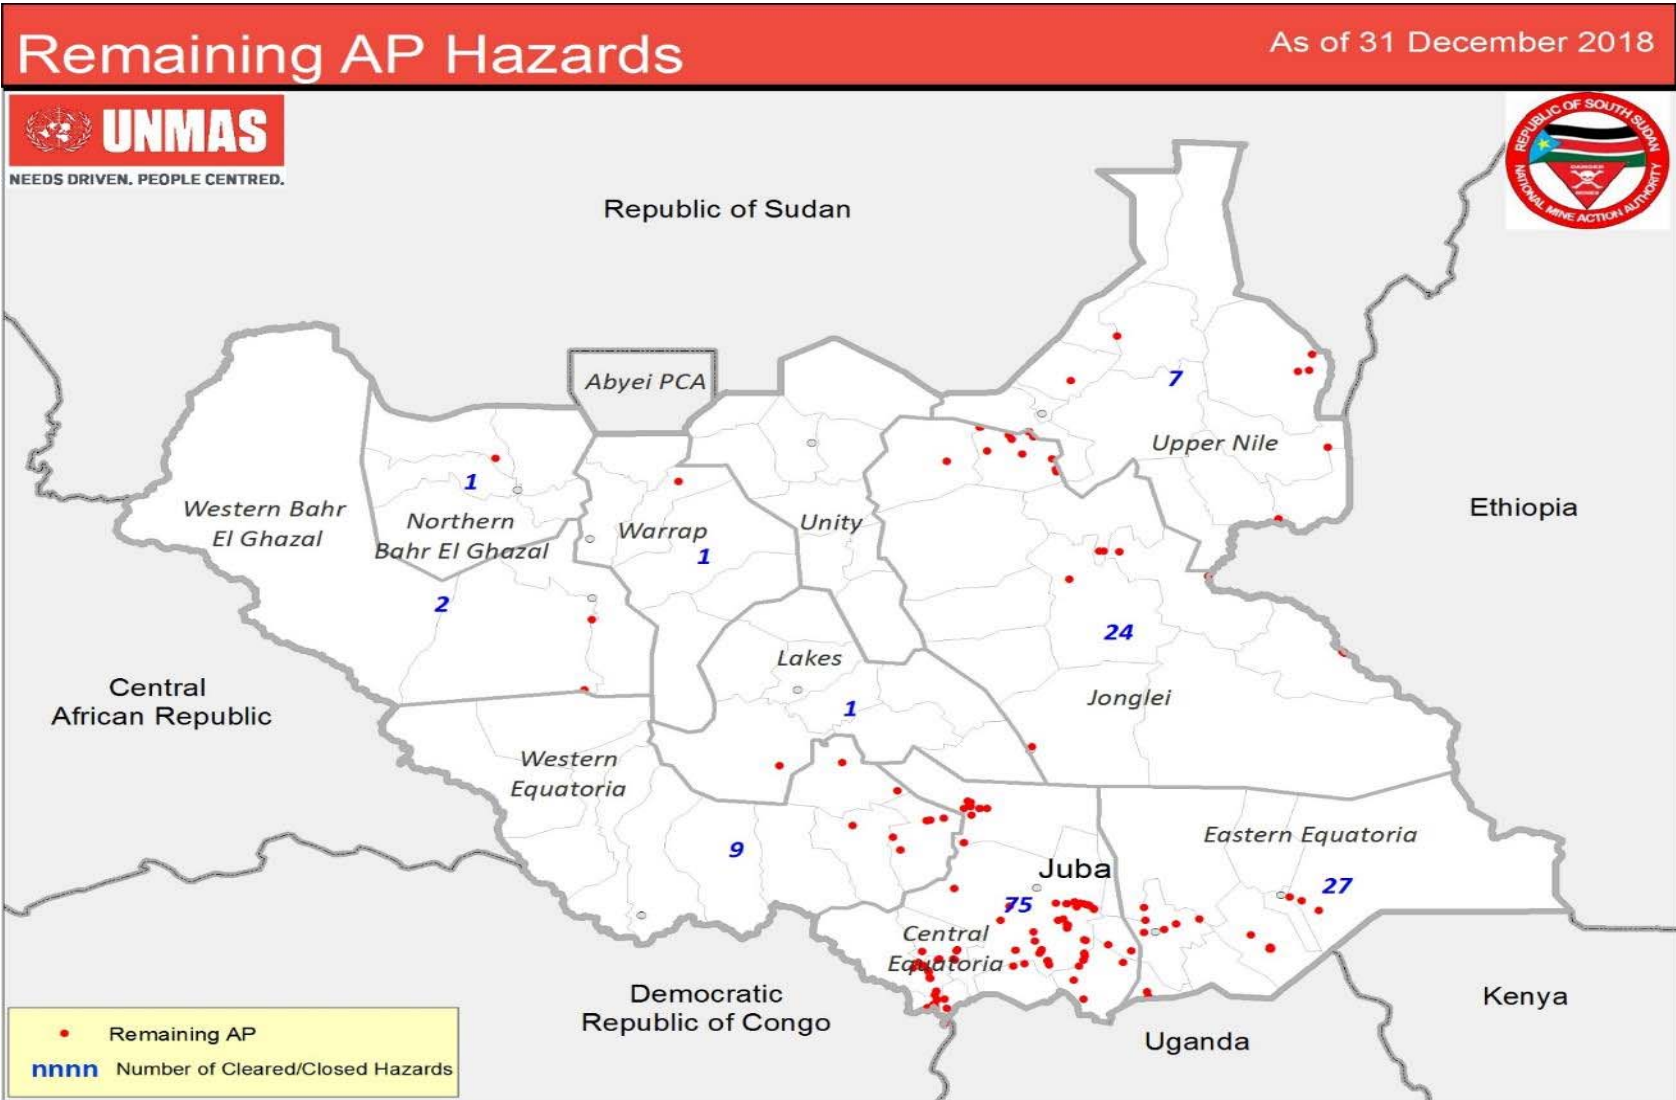 Remaining AP Hazards
As of 31 December 2018
UNMAS
NEEDS DRIVEN. PEOPLE CENTRED.
REPUBLIC OF SOUTH SUDAN
NATIONAL MINE ACTION AUTHORITY
Republic of Sudan
Abyei PCA
7
Upper Nile
1
Western Bahr
El Ghazal
Northern
Bahr El Ghazal
Warrap
1
Unity
Ethiopia
2
24
Lakes
Jonglei
1
Central
African Republic
Western
Equatoria
9
Eastern Equatoria
27
Juba
75
Central
Equatoria
Democratic
Republic of Congo
Uganda
Kenya
Remaining AP
nnnn Number of Cleared/Closed Hazards